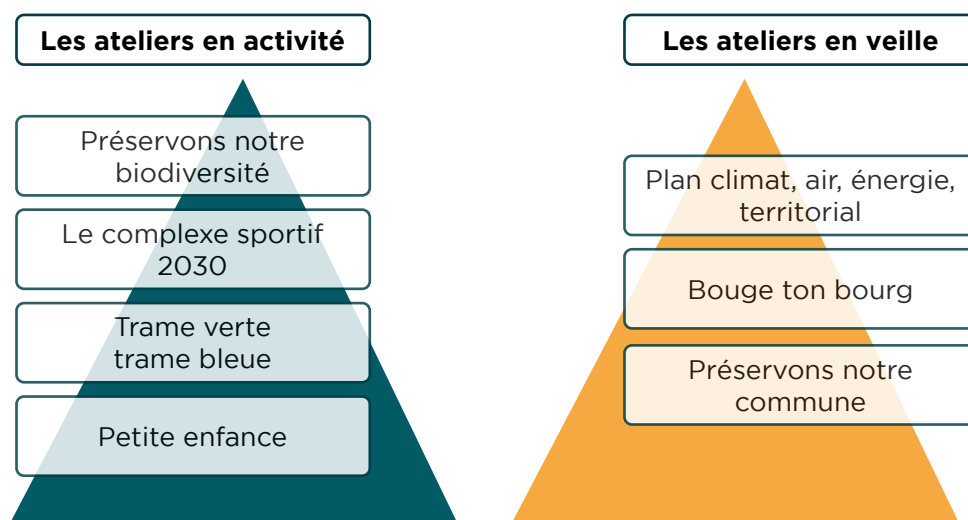 Les ateliers en activité
Préservons notre
biodiversité
Le complexe sportif
2030
Trame verte
trame bleue
Petite enfance
Les ateliers en veille
Plan climat, air, énergie,
territorial
Bouge ton bourg
Préservons notre
commune